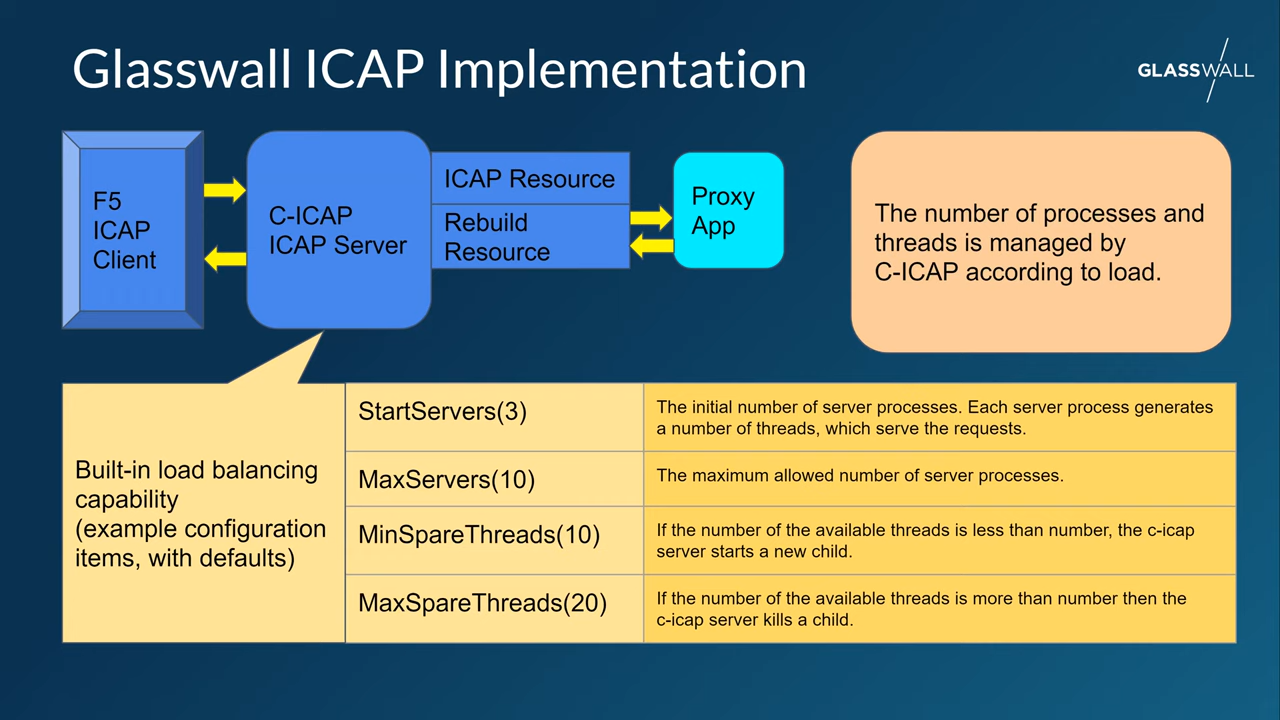 Glasswall ICAP Implementation
GLASSWALL
F5
ICAP
Client
C-ICAP
ICAP Server
ICAP Resource
Rebuild
Resource
Proxy
App
The number of processes and
threads is managed by
C-ICAP according to load.
Built-in load balancing
capability
(example configuration
items, with defaults)
StartServers(3)
The initial number of server processes. Each server process generates
a number of threads, which serve the requests.
MaxServers(10)
The maximum allowed number of server processes.
MinSpareThreads(10)
If the number of the available threads is less than number, the c-icap
server starts a new child.
MaxSpareThreads(20)
If the number of the available threads is more than number then the
c-icap server kills a child.